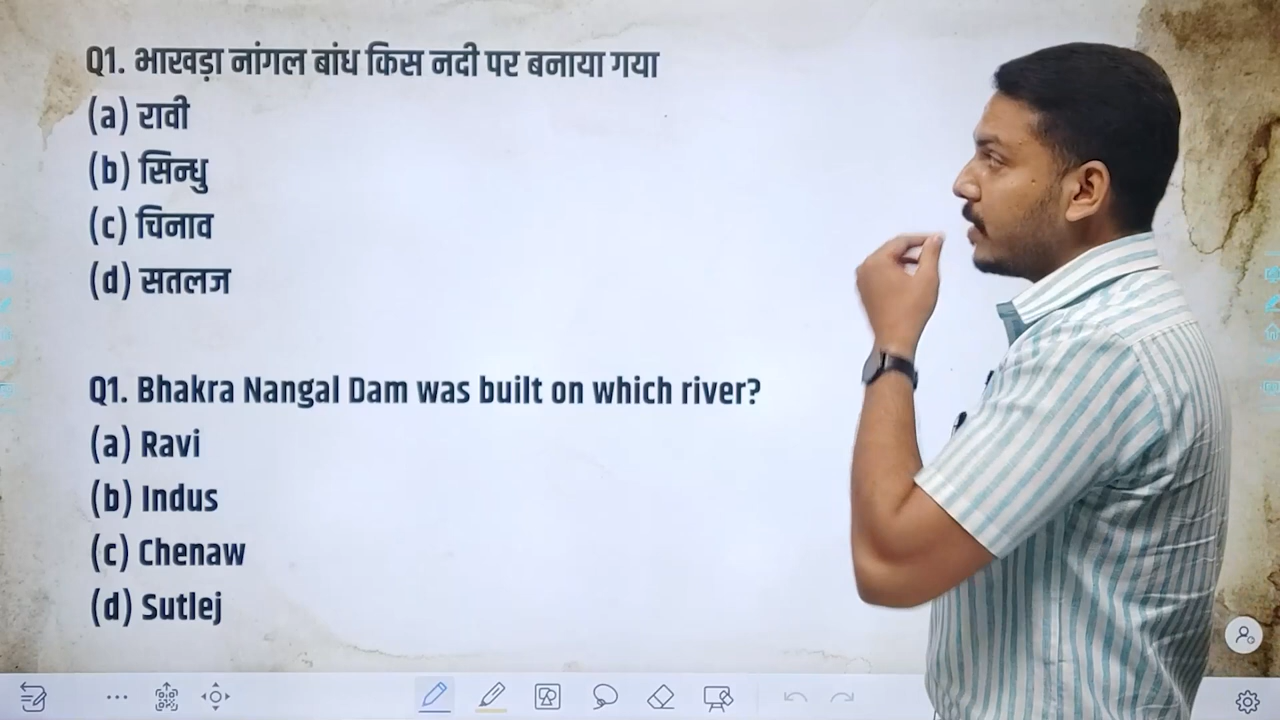 Q1. भाखड़ा नांगल बांध किस नदी पर बनाया गया
(a) रावी
(b) सिन्धु
(c) चिनाव
(d) सतलज
Q1. Bhakra Nangal Dam was built on which river?
(a) Ravi
(b) Indus
(c) Chenaw
(d) Sutlej